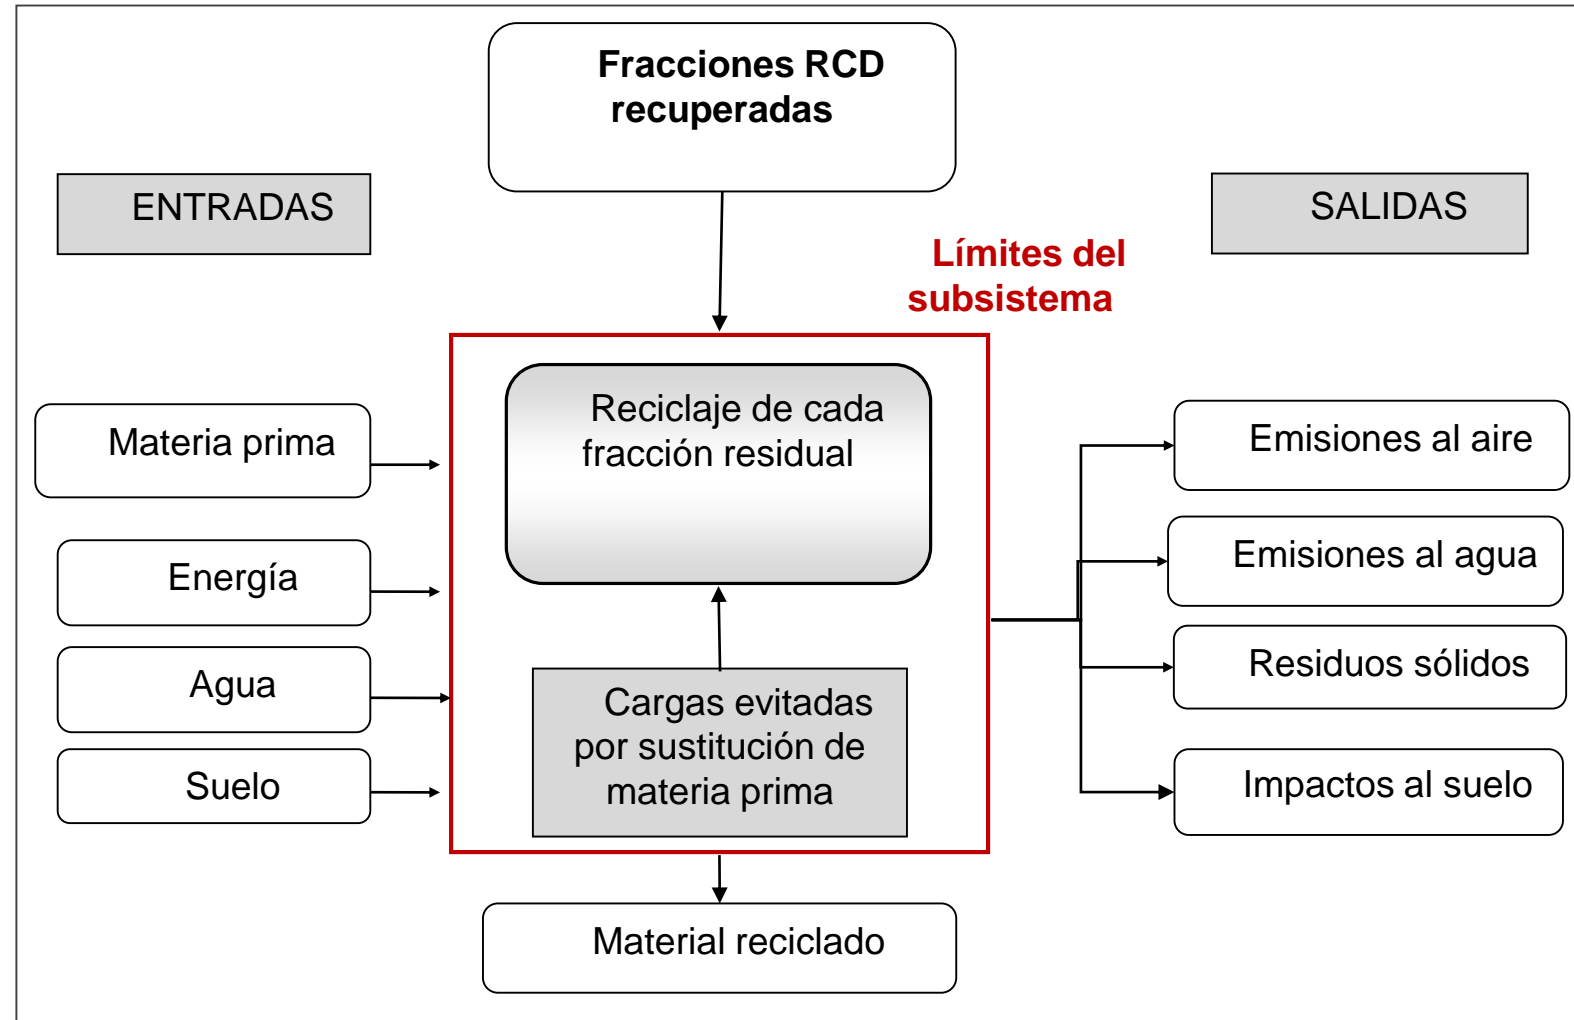 Fracciones RCD
recuperadas
ENTRADAS
SALIDAS
Límites del
subsistema
Reciclaje de cada
fracción residual
Materia prima
Energía
Agua
Suelo
Cargas evitadas
por sustitución de
materia prima
Emisiones al aire
Emisiones al agua
Residuos sólidos
Impactos al suelo
Material reciclado